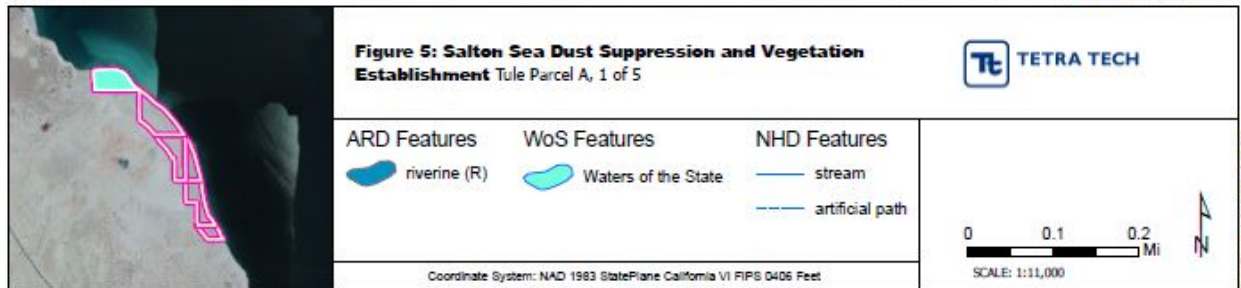 Figure 5: Salton Sea Dust Suppression and Vegetation
Establishment Tule Parcel A, 1 of 5
Tt TETRA TECH
ARD Features
riverine (R)
WoS Features
Waters of the State
NHD Features
stream
artificial path
0 0.1 0.2
Mi
SCALE: 1:11,000
N
Coordinate System: NAD 1983 StatePlane California VI FIPS 0406 Feet